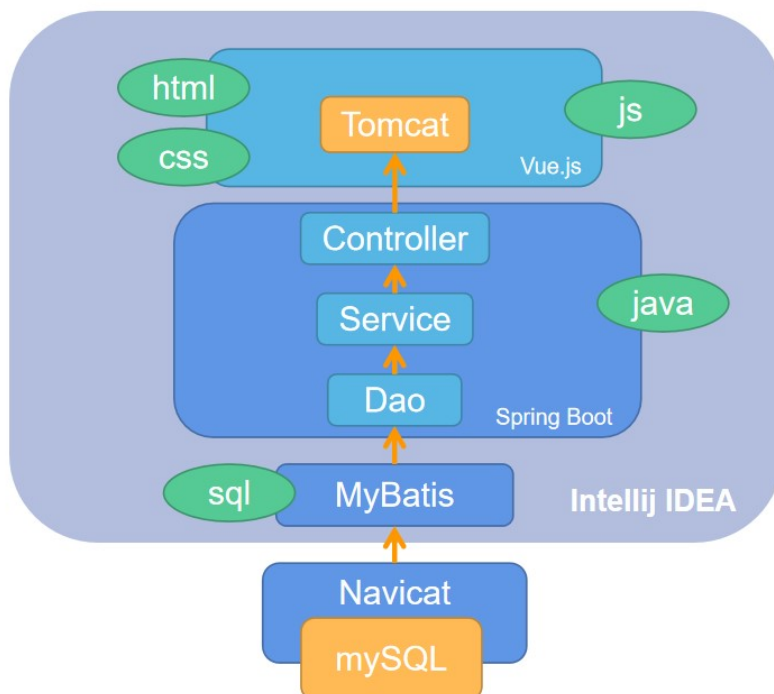 html
js
Tomcat
css
Vue.js
Controller
Service
java
Dao
Spring Boot
sql
MyBatis
Intellij IDEA
Navicat
mySQL